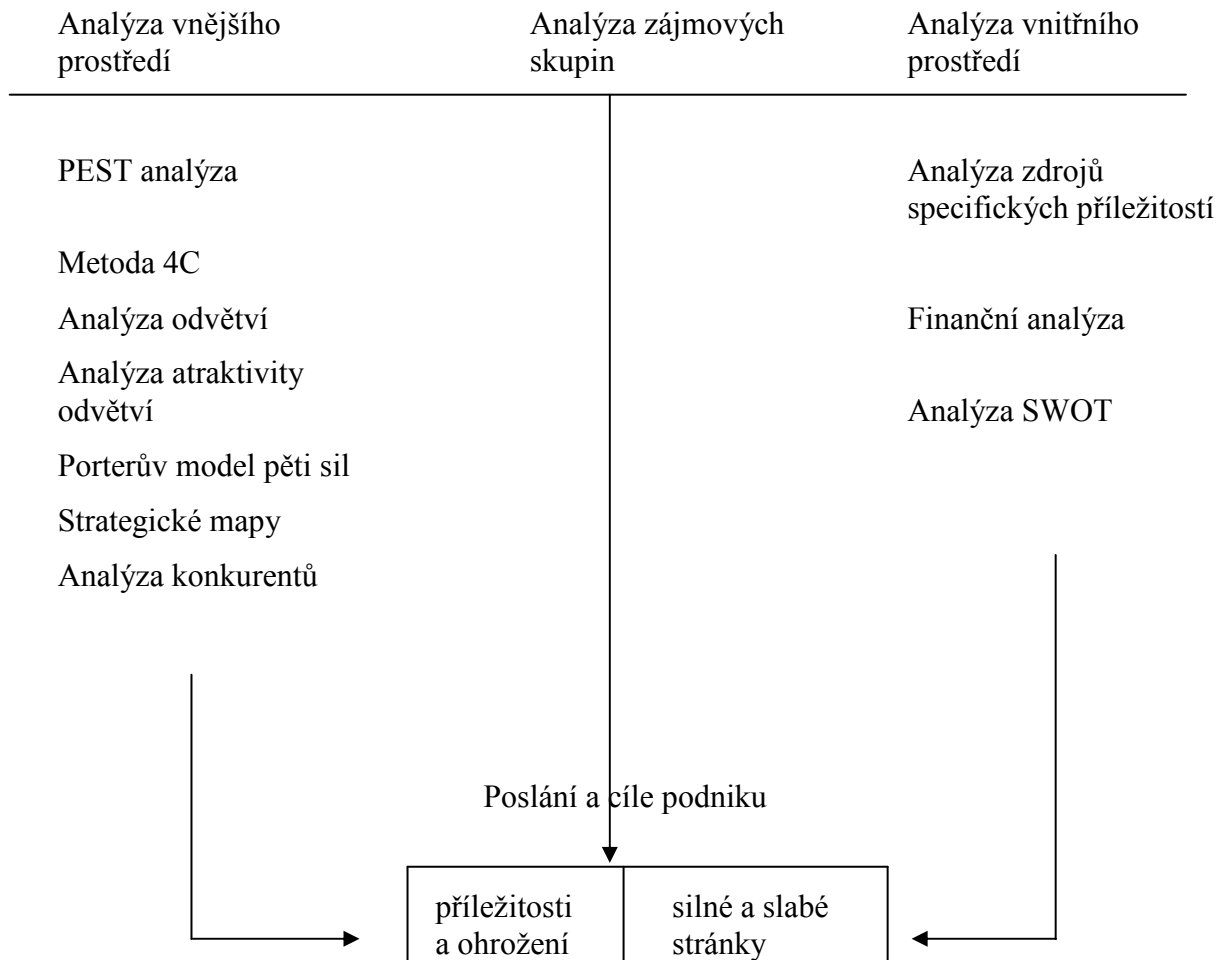 Analýza vnějšího
prostředí
Analýza zájmových
skupin
Analýza vnitřního
prostředí
PEST analýza
Metoda 4C
Analýza odvětví
Analýza atraktivity
odvětví
Porterův model pěti sil
Strategické mapy
Analýza konkurentů
Analýza zdrojů
specifických příležitostí
Finanční analýza
Analýza SWOT
Poslání a cíle podniku
příležitosti
a ohrožení
silné a slabé
stránky